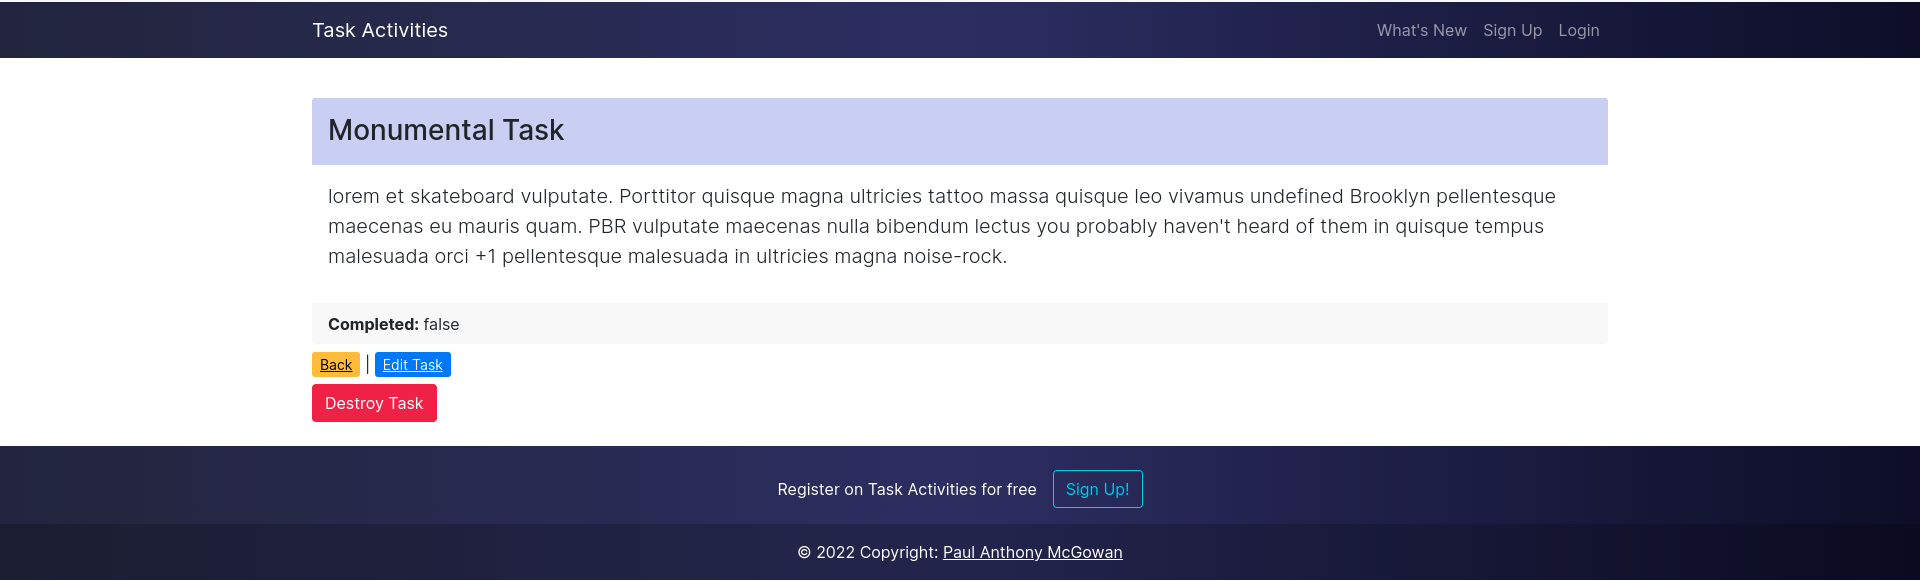 Task Activities What's New Sign Up Login
Monumental Task
lorem et skateboard vulputate. Porttitor quisque magna ultricies tattoo massa quisque leo vivamus undefined Brooklyn pellentesque
maecenas eu mauris quam. PBR vulputate maecenas nulla bibendum lectus you probably haven't heard of them in quisque tempus
malesuada orci +1 pellentesque malesuada in ultricies magna noise-rock.
Completed: false
Back | Edit Task
Destroy Task
Register on Task Activities for free Sign Up!
© 2022 Copyright: Paul Anthony McGowan